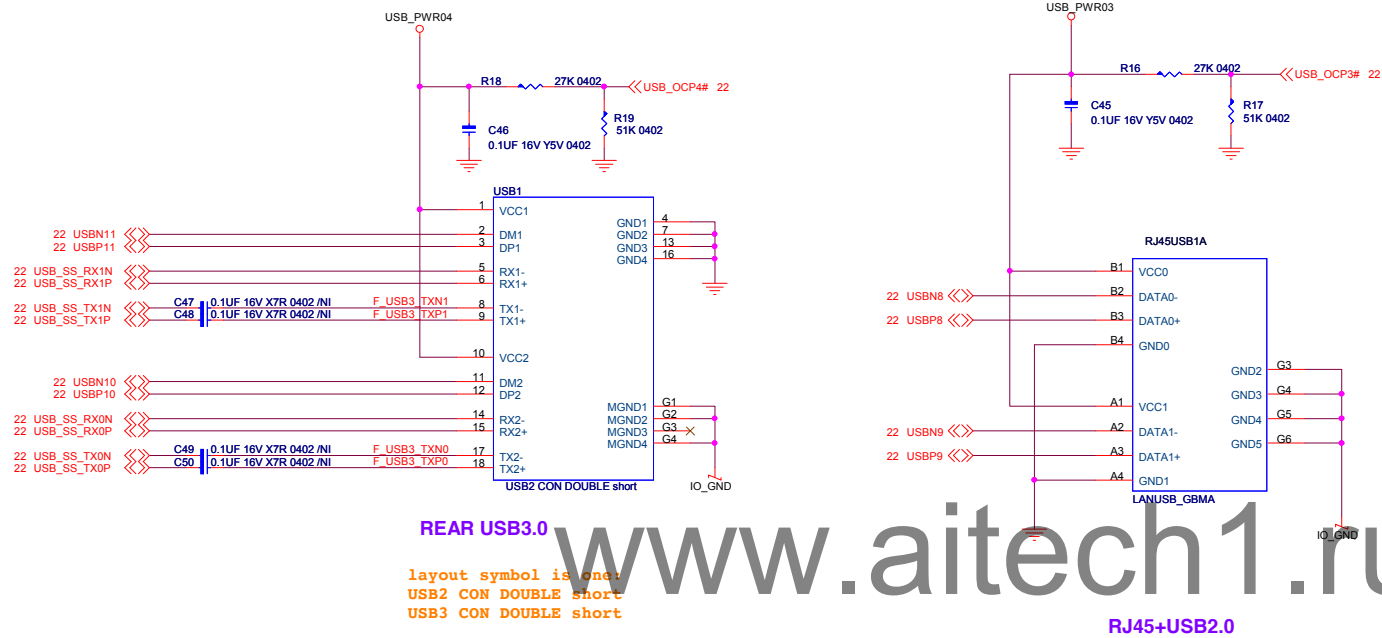 USB_PWR04
R18
27K 0402
USB_OCP4# 22
R19
51K 0402
C46
0.1UF 16V Y5V 0402
USB1
1 VCC1
22 USBN11 2 DM1
22 USBP11 3 DP1
22 USB_SS_RX1N 5 RX1-
22 USB_SS_RX1P 6 RX1+
22 USB_SS_TX1N C47 0.1UF 16V X7R 0402 /NI F_USB3_TXN1 8 TX1-
22 USB_SS_TX1P C48 0.1UF 16V X7R 0402 /NI F_USB3_TXP1 9 TX1+
10 VCC2
22 USBN10 11 DM2
22 USBP10 12 DP2
22 USB_SS_RX0N 14 RX2-
22 USB_SS_RX0P 15 RX2+
22 USB_SS_TX0N C49 0.1UF 16V X7R 0402 /NI F_USB3_TXN0 17 TX2-
22 USB_SS_TX0P C50 0.1UF 16V X7R 0402 /NI F_USB3_TXP0 18 TX2+
GND1 4
GND2 7
GND3 13
GND4 16
MGND1 G1
MGND2 G2
MGND3 G3
MGND4 G4
IO_GND
USB2 CON DOUBLE short
REAR USB3.0
layout symbol is one:
USB2 CON DOUBLE short
USB3 CON DOUBLE short
USB_PWR03
R16
27K 0402
USB_OCP3# 22
C45
0.1UF 16V Y5V 0402
R17
51K 0402
RJ45USB1A
B1 VCC0
22 USBN8 B2 DATA0-
22 USBP8 B3 DATA0+
B4 GND0
A1 VCC1
22 USBN9 A2 DATA1-
22 USBP9 A3 DATA1+
A4 GND1
GND2 G3
GND3 G4
GND4 G5
GND5 G6
LANUSB_GBMA
IO_GND
www.aitech1.ru
RJ45+USB2.0